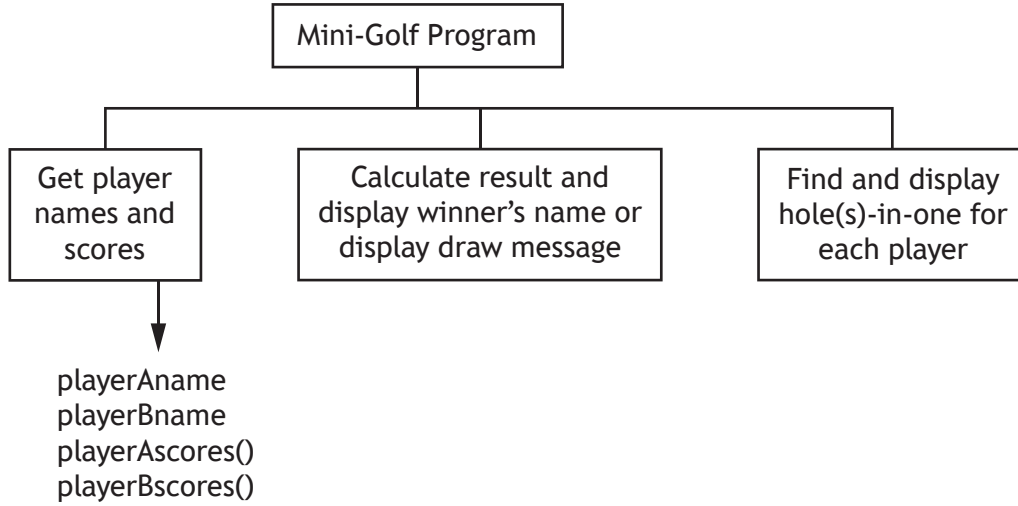 Mini-Golf Program
Get player
names and
scores
Calculate result and
display winner’s name or
display draw message
Find and display
hole(s)-in-one for
each player
playerAname
playerBname
playerAscores()
playerBscores()